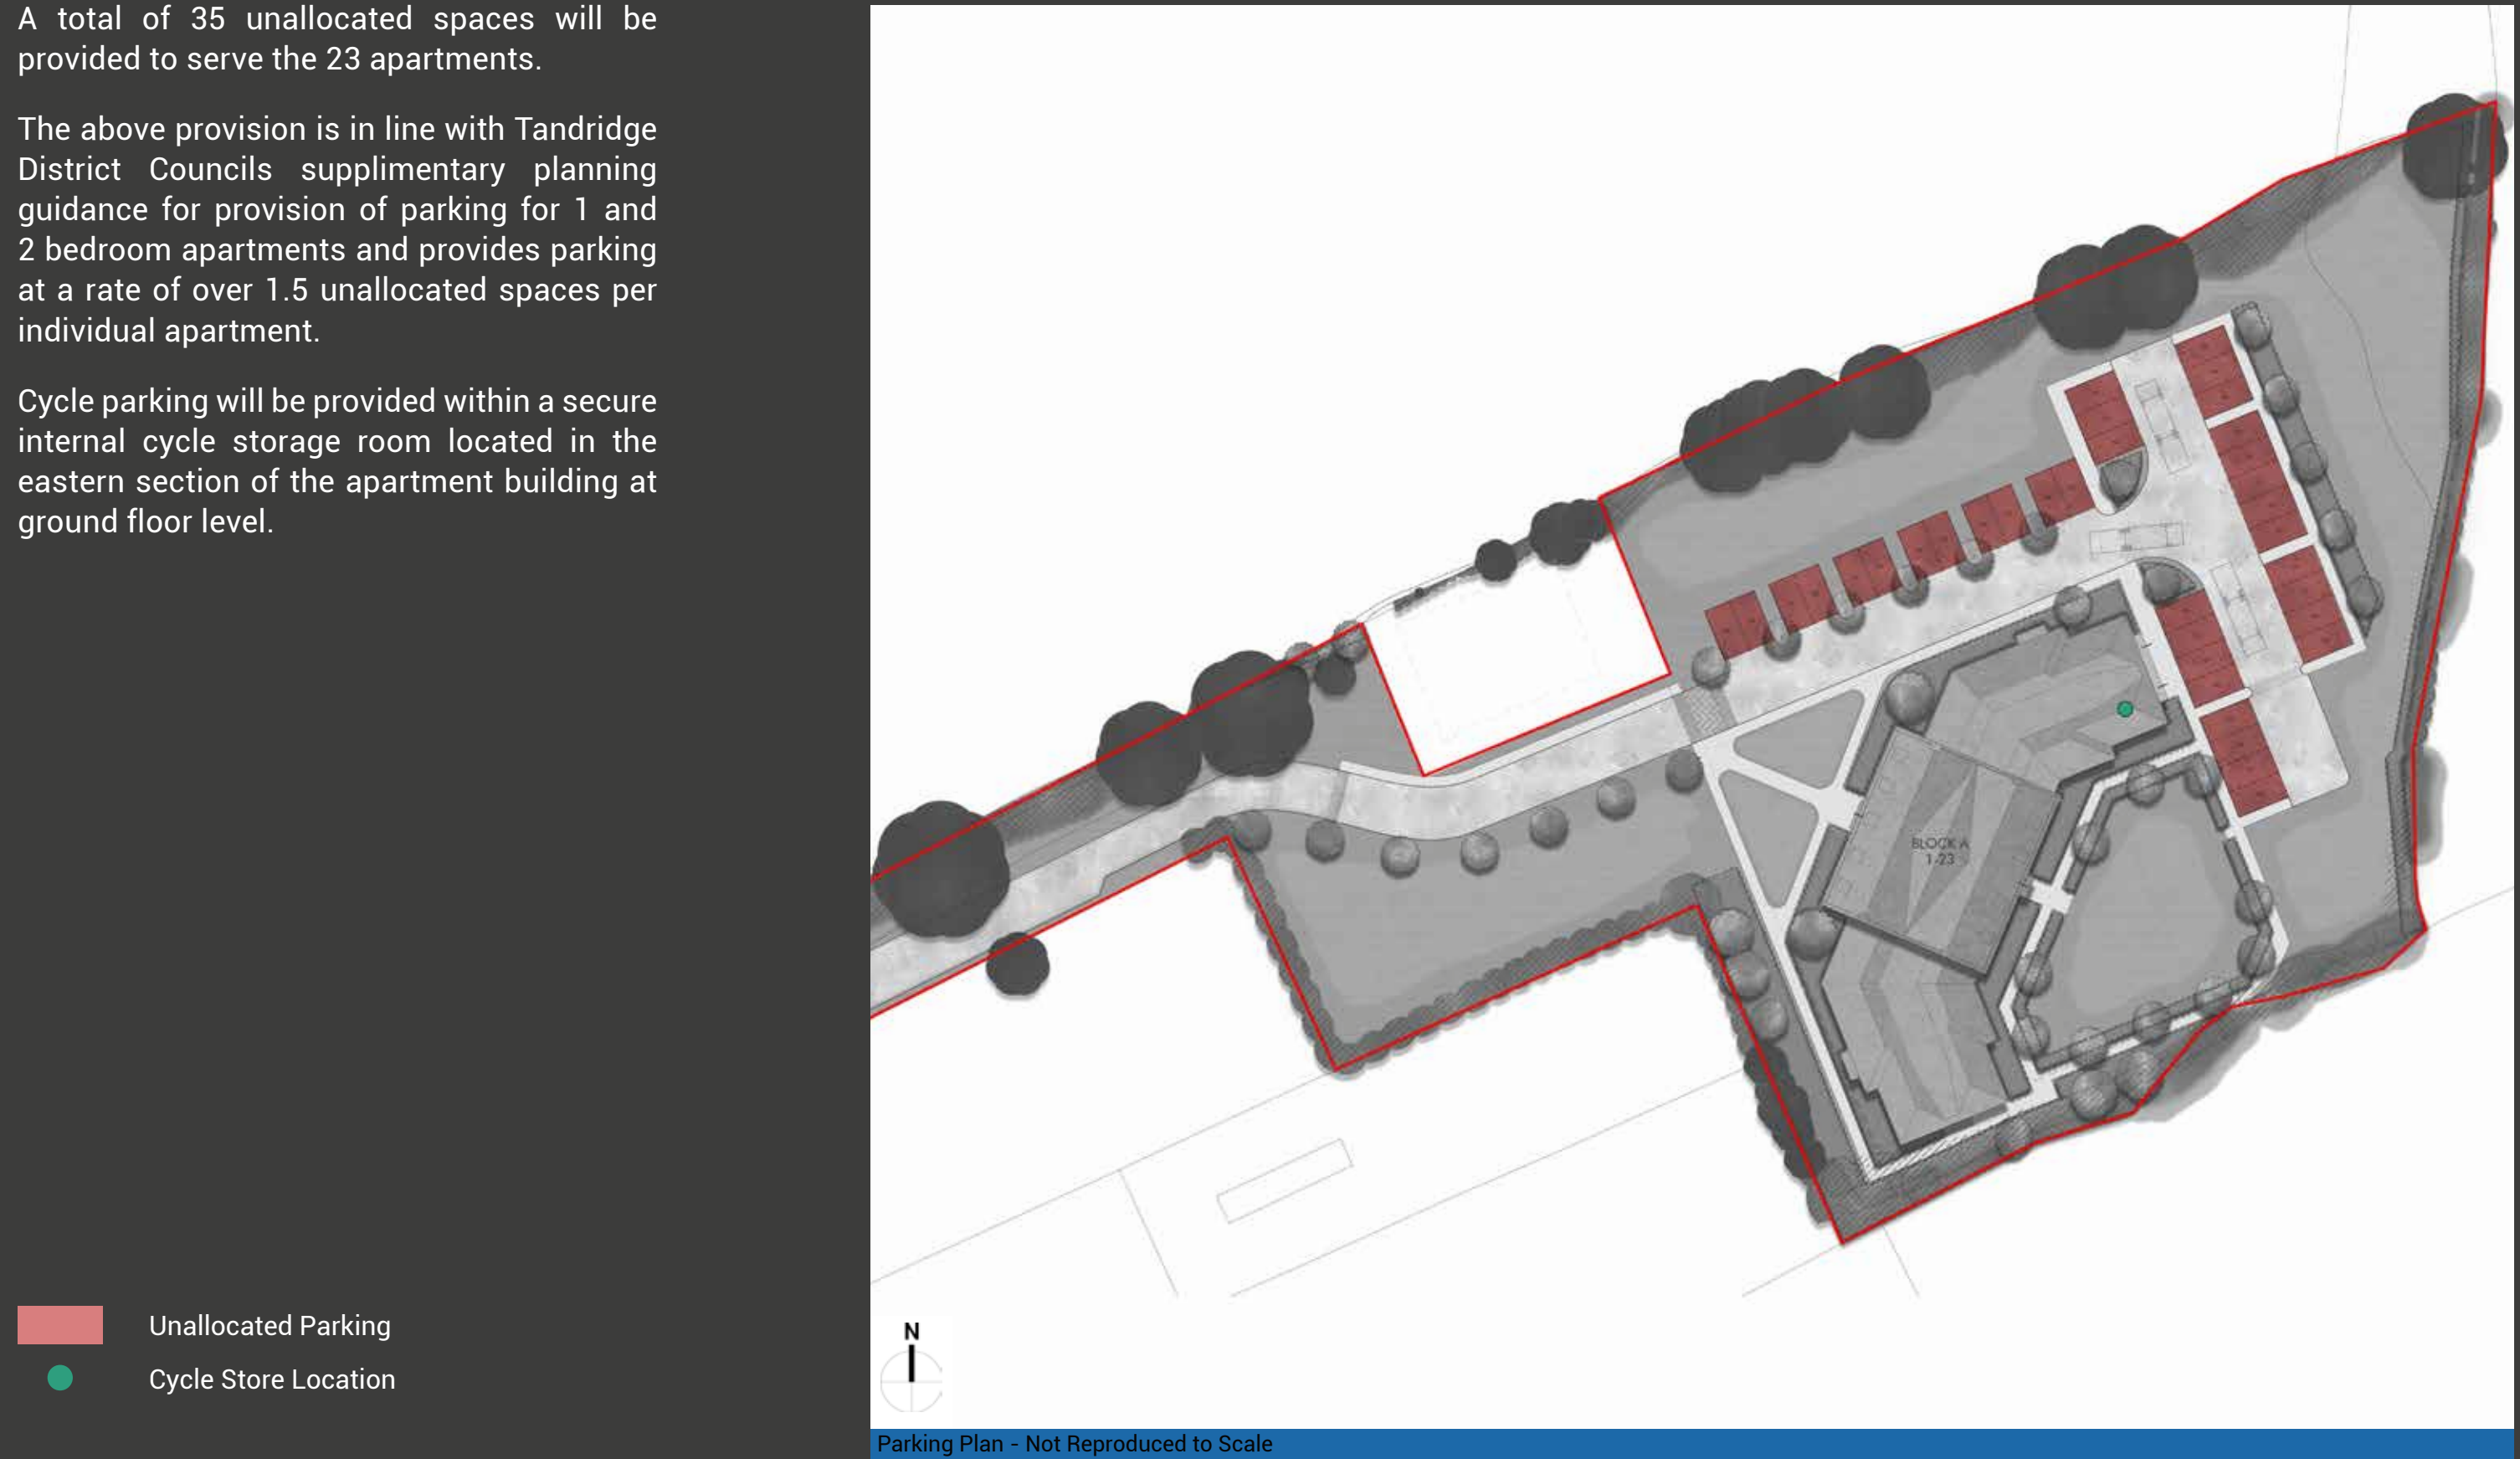 A total of 35 unallocated spaces will be
provided to serve the 23 apartments.
The above provision is in line with Tandridge
District Councils supplimentary planning
guidance for provision of parking for 1 and
2 bedroom apartments and provides parking
at a rate of over 1.5 unallocated spaces per
individual apartment.
Cycle parking will be provided within a secure
internal cycle storage room located in the
eastern section of the apartment building at
ground floor level.
Unallocated Parking
Cycle Store Location
BLOCK A
1-23
N
Parking Plan - Not Reproduced to Scale